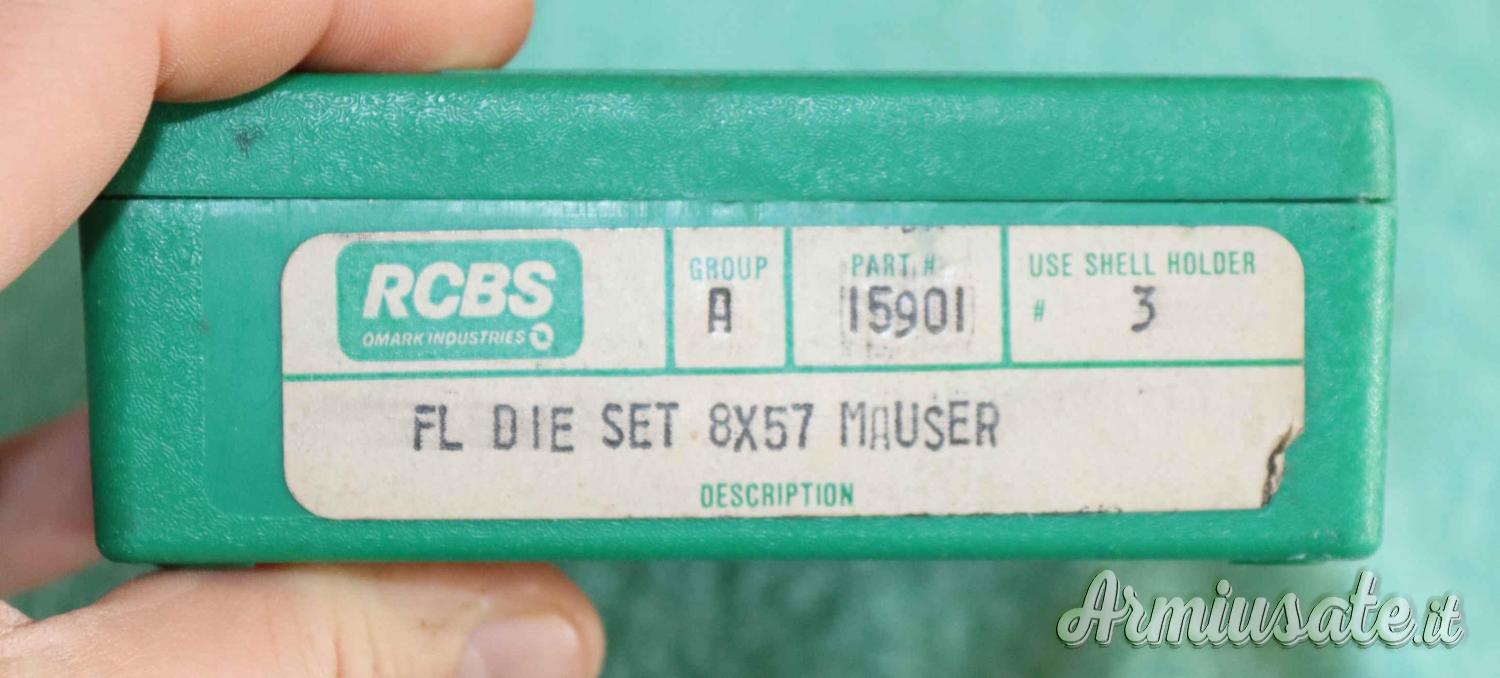 RCBS
OMARK INDUSTRIES
GROUP
A
PART #
15901
USE SHELL HOLDER
# 3
FL DIE SET 8X57 MAUSER
DESCRIPTION
Armiusate.it